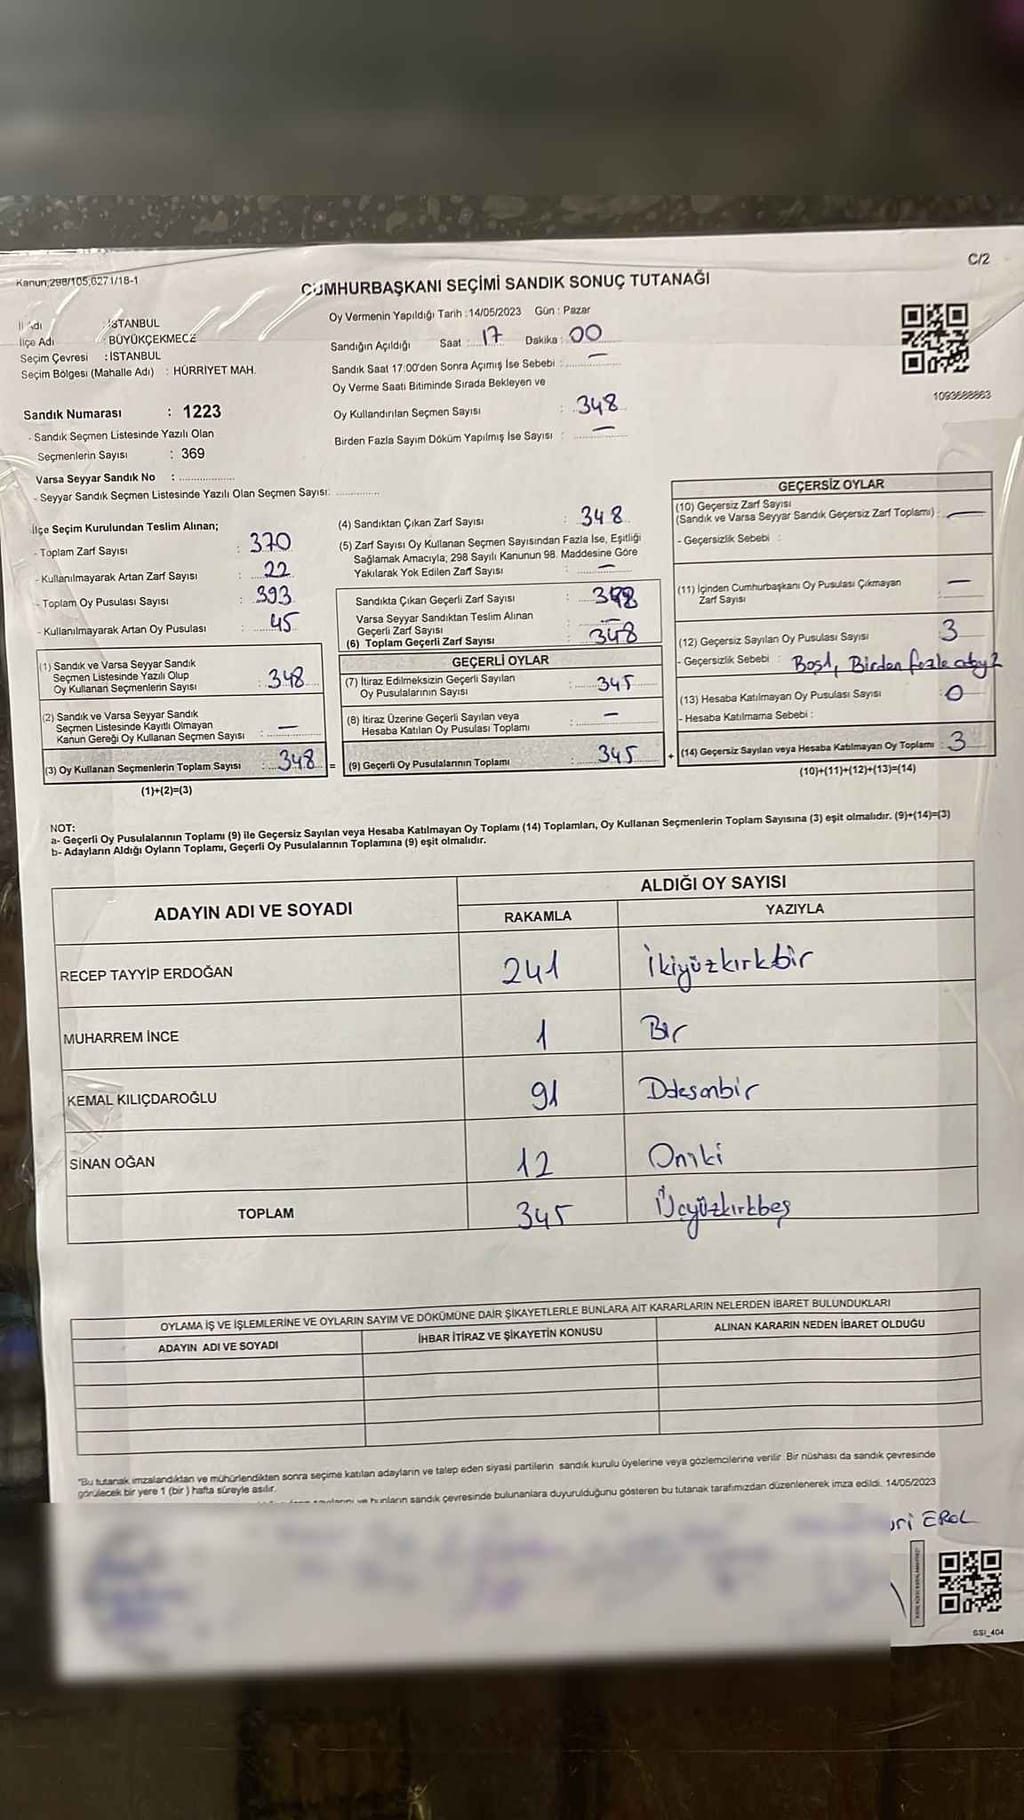 C/2
Kanun;298/105,6271/18-1
CUMHURBAŞKANI SEÇİMİ SANDIK SONUÇ TUTANAĞI
İl Adı : İSTANBUL
İlçe Adı : BÜYÜKÇEKMECE
Seçim Çevresi : İSTANBUL
Seçim Bölgesi (Mahalle Adı) : HÜRRİYET MAH.
Sandık Numarası : 1223
- Sandık Seçmen Listesinde Yazılı Olan
Seçmenlerin Sayısı : 369
Varsa Seyyar Sandık No : ..................
- Seyyar Sandık Seçmen Listesinde Yazılı Olan Seçmen Sayısı: ..............
Oy Vermenin Yapıldığı Tarih : 14/05/2023 Gün : Pazar
Sandığın Açıldığı Saat : 17 Dakika : 00
Sandık Saat 17:00'den Sonra Açımış İse Sebebi : —
Oy Verme Saati Bitiminde Sırada Bekleyen ve
Oy Kullandırılan Seçmen Sayısı : 348
Birden Fazla Sayım Döküm Yapılmış İse Sayısı : —
1093688863
İlçe Seçim Kurulundan Teslim Alınan;
- Toplam Zarf Sayısı : 370
- Kullanılmayarak Artan Zarf Sayısı : 22
- Toplam Oy Pusulası Sayısı : 393
- Kullanılmayarak Artan Oy Pusulası : 45
(1) Sandık ve Varsa Seyyar Sandık
Seçmen Listesinde Yazılı Olup
Oy Kullanan Seçmenlerin Sayısı : 348
(2) Sandık ve Varsa Seyyar Sandık
Seçmen Listesinde Kayıtlı Olmayan
Kanun Gereği Oy Kullanan Seçmen Sayısı : —
(3) Oy Kullanan Seçmenlerin Toplam Sayısı : 348 =
(1)+(2)=(3)
(4) Sandıktan Çıkan Zarf Sayısı : 348
(5) Zarf Sayısı Oy Kullanan Seçmen Sayısından Fazla İse, Eşitliği
Sağlamak Amacıyla, 298 Sayılı Kanunun 98. Maddesine Göre
Yakılarak Yok Edilen Zarf Sayısı : —
Sandıkta Çıkan Geçerli Zarf Sayısı : 348
Varsa Seyyar Sandıktan Teslim Alınan
Geçerli Zarf Sayısı : —
(6) Toplam Geçerli Zarf Sayısı : 348
GEÇERLİ OYLAR
(7) İtiraz Edilmeksizin Geçerli Sayılan
Oy Pusulalarının Sayısı : 345
(8) İtiraz Üzerine Geçerli Sayılan veya
Hesaba Katılan Oy Pusulası Toplamı : —
(9) Geçerli Oy Pusulalarının Toplamı : 345 +
GEÇERSİZ OYLAR
(10) Geçersiz Zarf Sayısı
(Sandık ve Varsa Seyyar Sandık Geçersiz Zarf Toplamı) : —
- Geçersizlik Sebebi :
(11) İçinden Cumhurbaşkanı Oy Pusulası Çıkmayan
Zarf Sayısı : —
(12) Geçersiz Sayılan Oy Pusulası Sayısı : 3
- Geçersizlik Sebebi : Boş1, Birden fazla aday2
(13) Hesaba Katılmayan Oy Pusulası Sayısı : 0
- Hesaba Katılmama Sebebi :
(14) Geçersiz Sayılan veya Hesaba Katılmayan Oy Toplamı : 3
(10)+(11)+(12)+(13)=(14)
NOT:
a- Geçerli Oy Pusulalarının Toplamı (9) ile Geçersiz Sayılan veya Hesaba Katılmayan Oy Toplamı (14) Toplamları, Oy Kullanan Seçmenlerin Toplam Sayısına (3) eşit olmalıdır. (9)+(14)=(3)
b- Adayların Aldığı Oyların Toplamı, Geçerli Oy Pusulalarının Toplamına (9) eşit olmalıdır.
ADAYIN ADI VE SOYADI
ALDIĞI OY SAYISI
RAKAMLA YAZIYLA
RECEP TAYYİP ERDOĞAN 241 İkiyüzkırkbir
MUHARREM İNCE 1 Bir
KEMAL KILIÇDAROĞLU 91 Doksanbir
SİNAN OĞAN 12 Oniki
TOPLAM 345 Üçyüzkırkbeş
OYLAMA İŞ VE İŞLEMLERİNE VE OYLARIN SAYIM VE DÖKÜMÜNE DAİR ŞİKAYETLERLE BUNLARA AİT KARARLARIN NELERDEN İBARET BULUNDUKLARI
ADAYIN ADI VE SOYADI İHBAR İTİRAZ VE ŞİKAYETİN KONUSU ALINAN KARARIN NEDEN İBARET OLDUĞU
"Bu tutanak imzalandıktan ve mühürlendikten sonra seçime katılan adayların ve talep eden siyasi partilerin sandık kurulu üyelerine veya gözlemcilerine verilir. Bir nüshası da sandık çevresinde
görülecek bir yere 1 (bir) hafta süreyle asılır.
ve bunların sandık çevresinde bulunanlara duyurulduğunu gösteren bu tutanak tarafımızdan düzenlenerek imza edildi. 14/05/2023
EROL
SSI_404